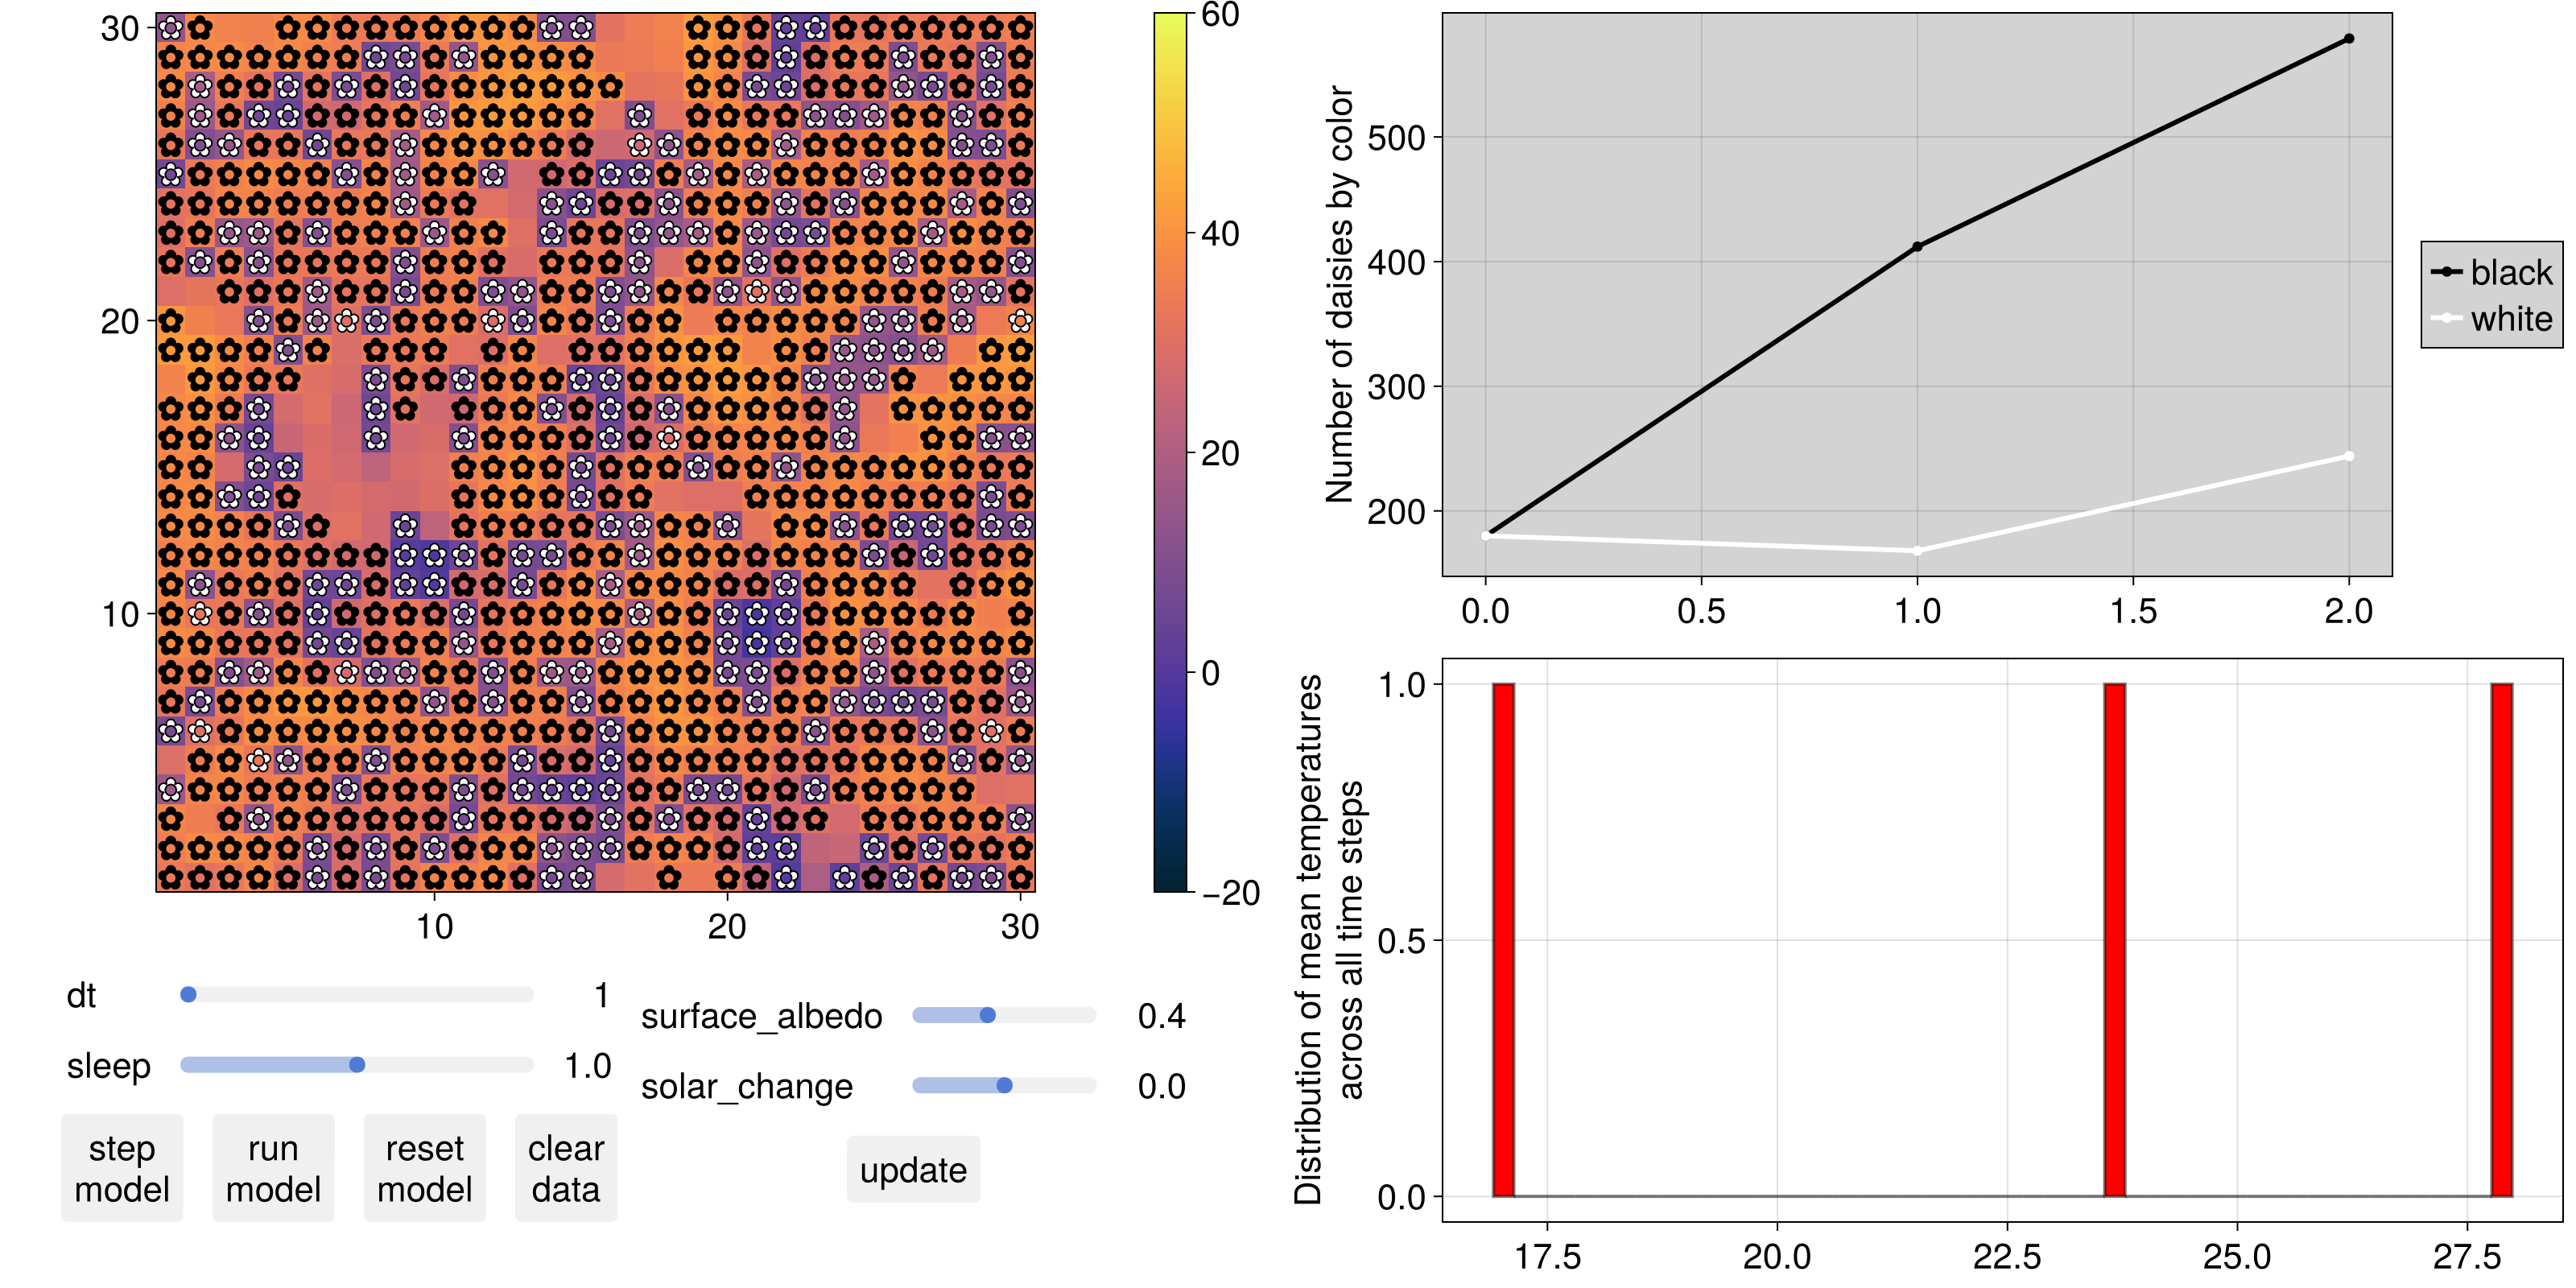 30
20
10
10
20
30
60
40
20
0
−20
Number of daisies by color
500
400
300
200
0.0
0.5
1.0
1.5
2.0
black
white
Distribution of mean temperatures
across all time steps
1.0
0.5
0.0
17.5
20.0
22.5
25.0
27.5
dt
1
sleep
1.0
surface_albedo
0.4
solar_change
0.0
step
model
run
model
reset
model
clear
data
update